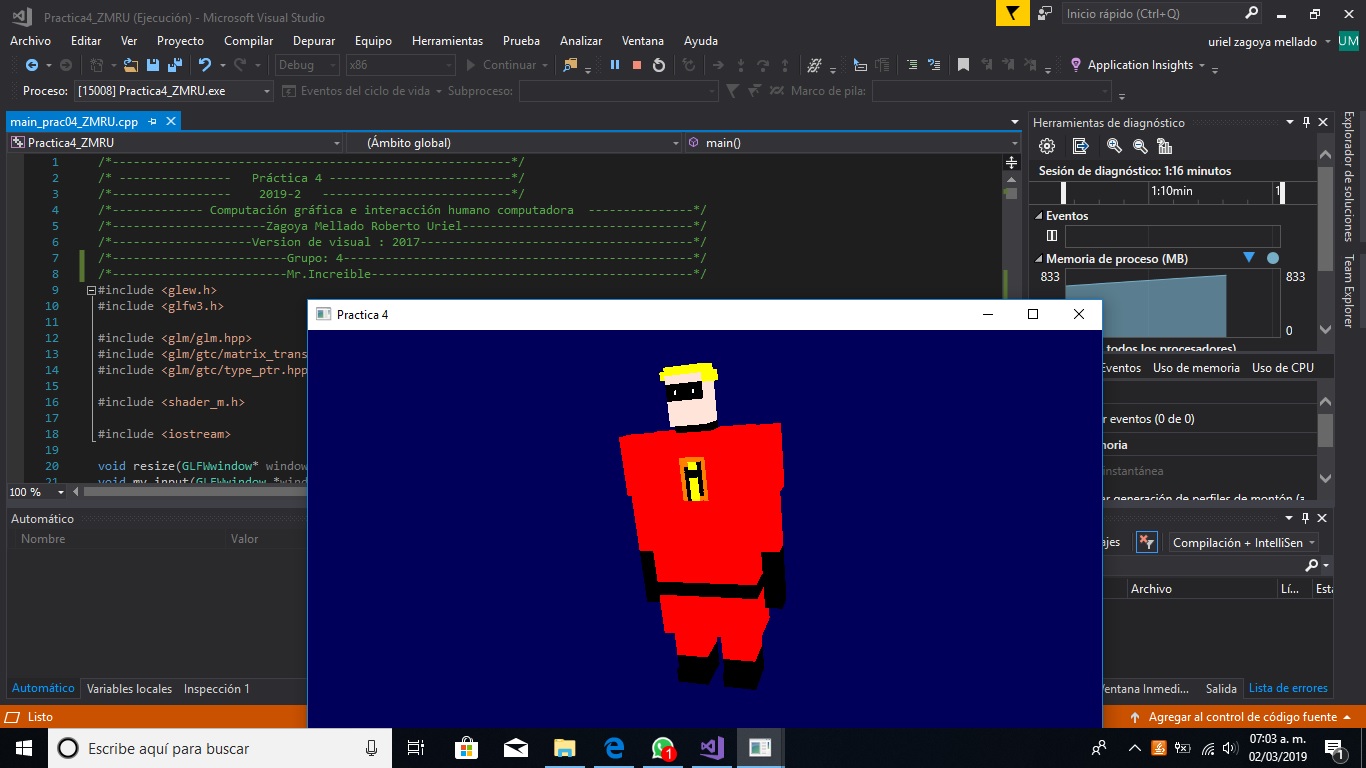 Practica4_ZMRU (Ejecución) - Microsoft Visual Studio
Inicio rápido (Ctrl+Q)
Archivo Editar Ver Proyecto Compilar Depurar Equipo Herramientas Prueba Analizar Ventana Ayuda
uriel zagoya mellado UM
Debug x86 Continuar Application Insights
Proceso: [15008] Practica4_ZMRU.exe Eventos del ciclo de vida Subproceso: Marco de pila:
main_prac04_ZMRU.cpp
Practica4_ZMRU (Ámbito global) main()
1 /*---------------------------------------------------------*/
2 /* ---------------- Práctica 4 --------------------------*/
3 /*----------------- 2019-2 ---------------------------*/
4 /*------------- Computación gráfica e interacción humano computadora ---------------*/
5 /*----------------------Zagoya Mellado Roberto Uriel---------------------------------*/
6 /*--------------------Version de visual : 2017---------------------------------------*/
7 /*-------------------------Grupo: 4--------------------------------------------------*/
8 /*-------------------------Mr.Increible----------------------------------------------*/
9 #include <glew.h>
10 #include <glfw3.h>
11
12 #include <glm/glm.hpp>
13 #include <glm/gtc/matrix_trans
14 #include <glm/gtc/type_ptr.hpp
15
16 #include <shader_m.h>
17
18 #include <iostream>
19
20 void resize(GLFWwindow* window
21 void my_input(GLFWwindow *wind
100 %
Automático
Nombre Valor
Automático Variables locales Inspección 1
Practica 4
Herramientas de diagnóstico
Sesión de diagnóstico: 1:16 minutos
1:10min 1
Eventos
Memoria de proceso (MB)
833 833
0
todos los procesadores)
Eventos Uso de memoria Uso de CPU
r eventos (0 de 0)
moria
instantánea
ar generación de perfiles de montón (a
Explorador de soluciones
Team Explorer
ajes Compilación + IntelliSen
Archivo Lí... Esta
Ventana Inmedi... Salida Lista de errores
Listo
Agregar al control de código fuente
Escribe aquí para buscar
1
07:03 a. m.
02/03/2019
1